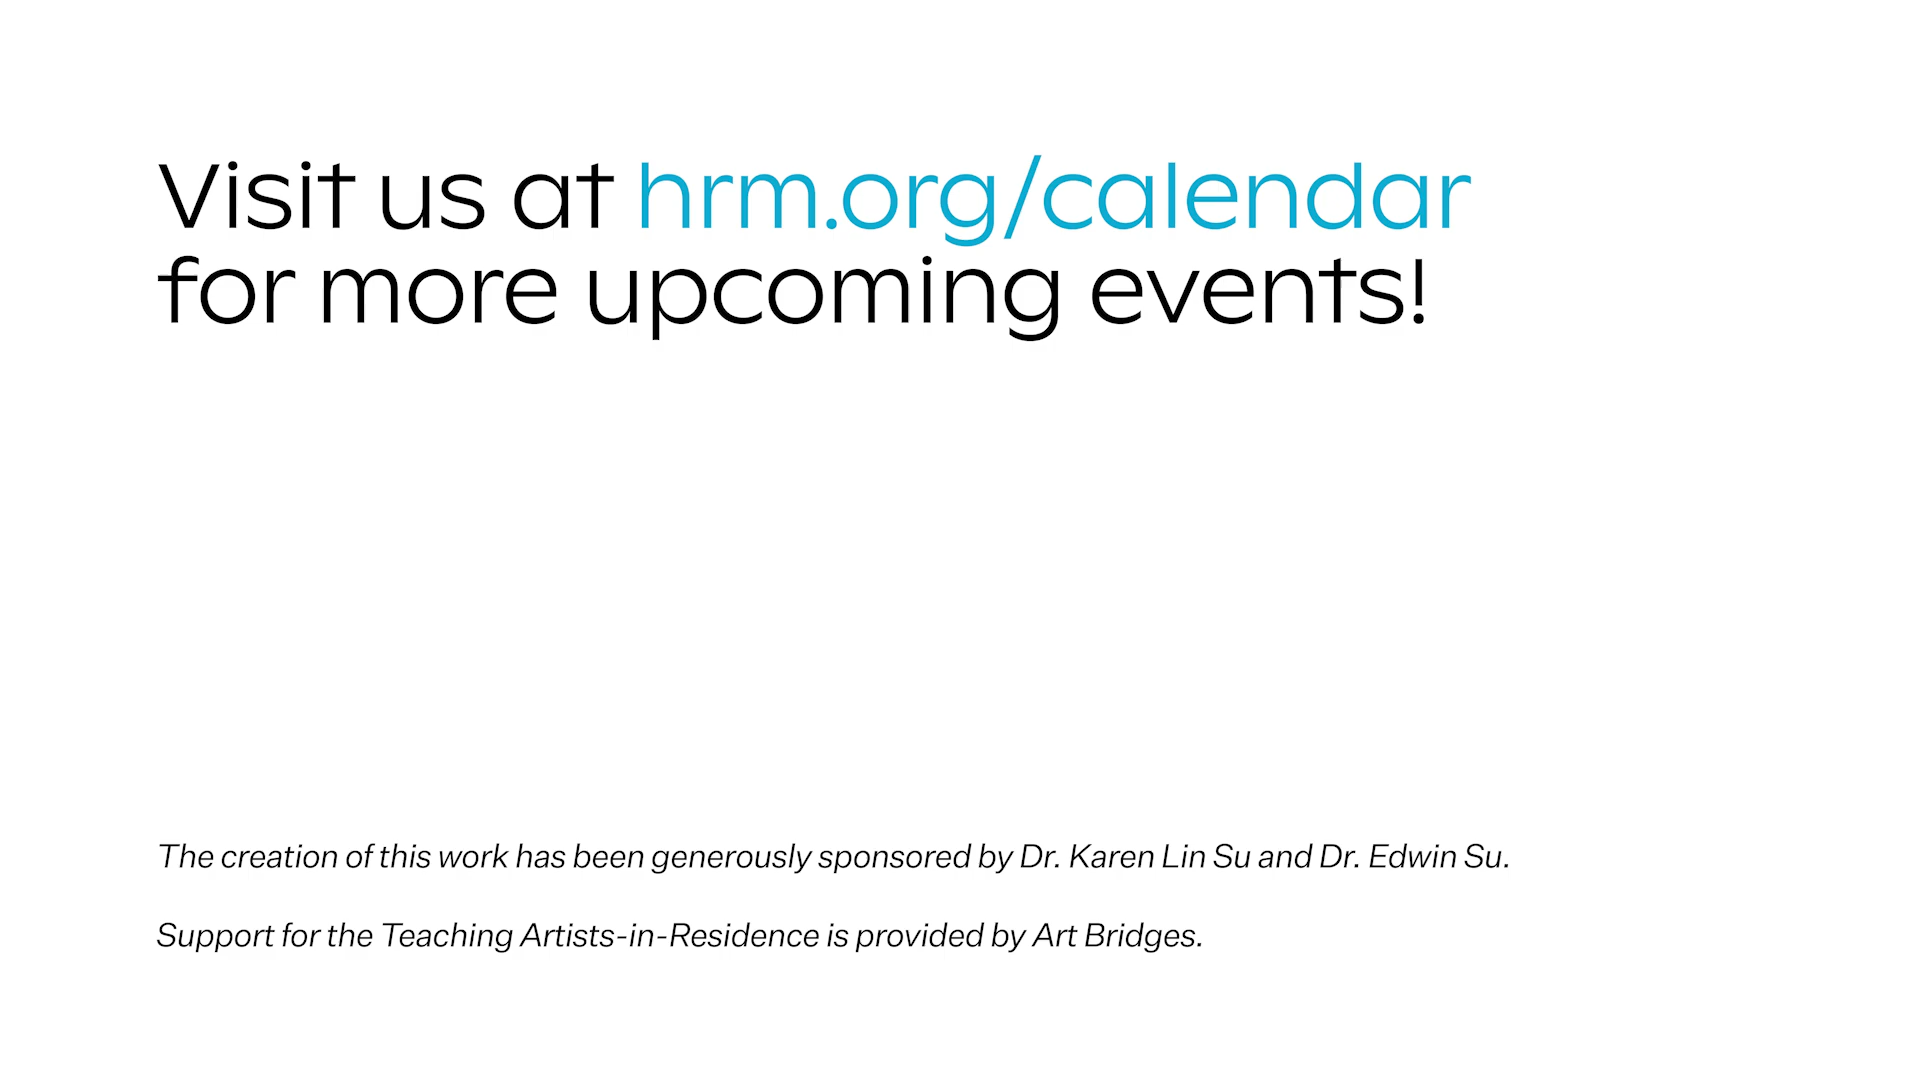 Visit us at hrm.org/calendar
for more upcoming events!
The creation of this work has been generously sponsored by Dr. Karen Lin Su and Dr. Edwin Su.
Support for the Teaching Artists-in-Residence is provided by Art Bridges.